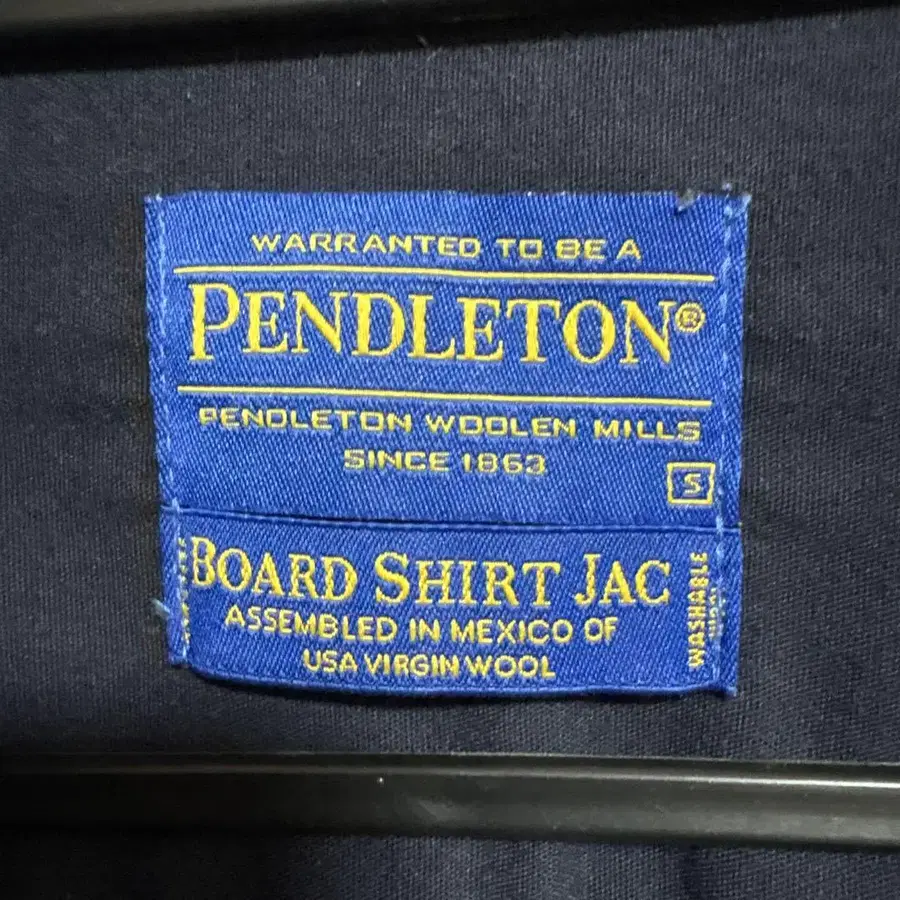 WARRANTED TO BE A
PENDLETON®
PENDLETON WOOLEN MILLS
SINCE 1863
S
BOARD SHIRT JAC
ASSEMBLED IN MEXICO OF
USA VIRGIN WOOL
WASHABLE